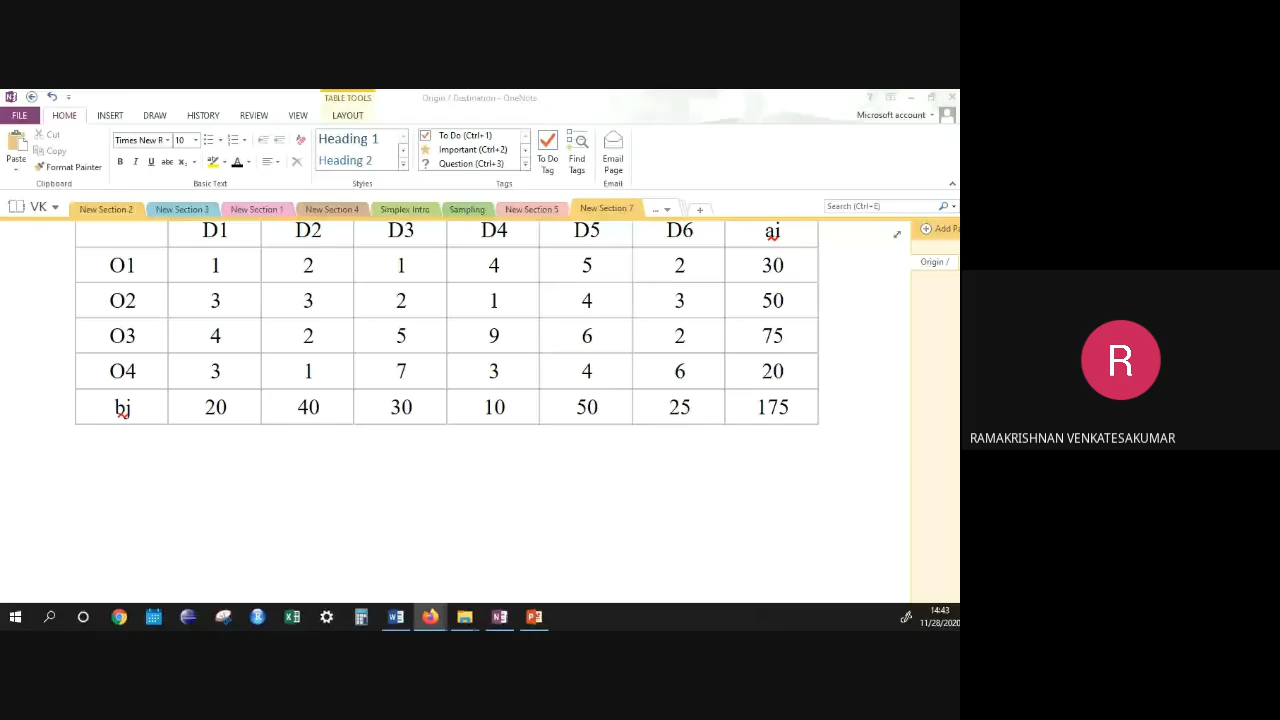 TABLE TOOLS
Origin / Destination - OneNote
FILE HOME INSERT DRAW HISTORY REVIEW VIEW LAYOUT
Microsoft account
Paste
Cut
Copy
Format Painter
Clipboard
Times New R 10
B I U abc x₂ A
Basic Text
Heading 1
Heading 2
Styles
To Do (Ctrl+1)
Important (Ctrl+2)
Question (Ctrl+3)
Tags
To Do
Tag
Find
Tags
Email
Page
Email
VK New Section 2 New Section 3 New Section 1 New Section 4 Simplex Intro Sampling New Section 5 New Section 7 ... +
Search (Ctrl+E)
Add Pa
Origin /
D1 D2 D3 D4 D5 D6 ai
O1 1 2 1 4 5 2 30
O2 3 3 2 1 4 3 50
O3 4 2 5 9 6 2 75
O4 3 1 7 3 4 6 20
bj 20 40 30 10 50 25 175
R
RAMAKRISHNAN VENKATESAKUMAR
14:43
11/28/2020